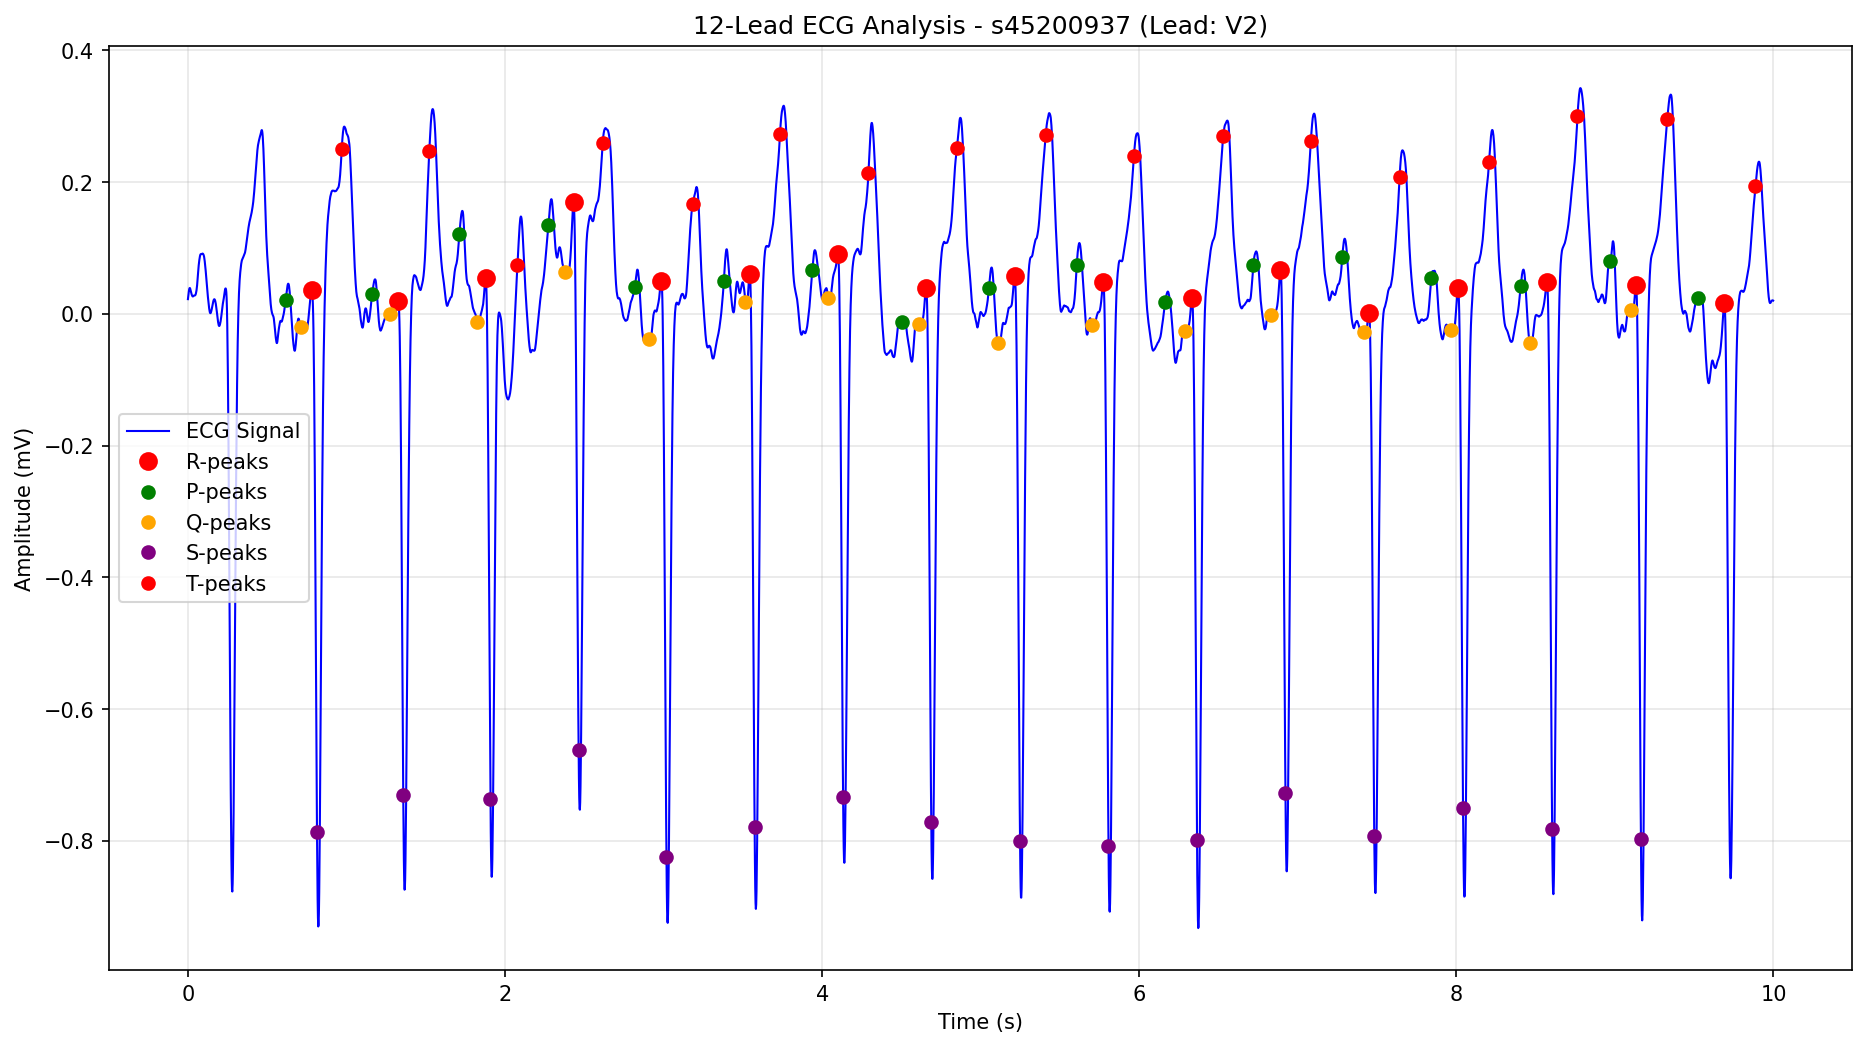 12-Lead ECG Analysis - s45200937 (Lead: V2)
0.4
0.2
0.0
−0.2
−0.4
−0.6
−0.8
Amplitude (mV)
ECG Signal
R-peaks
P-peaks
Q-peaks
S-peaks
T-peaks
0 2 4 6 8 10
Time (s)